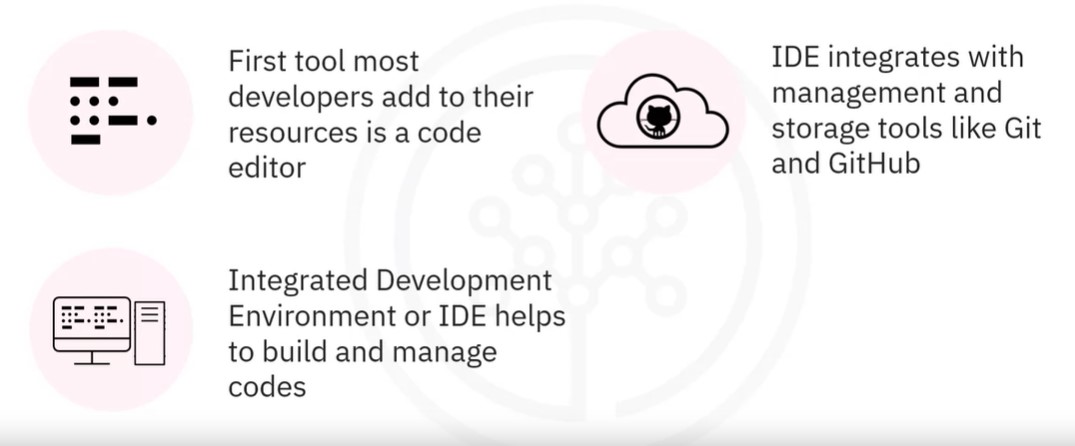 First tool most
developers add to their
resources is a code
editor
IDE integrates with
management and
storage tools like Git
and GitHub
Integrated Development
Environment or IDE helps
to build and manage
codes